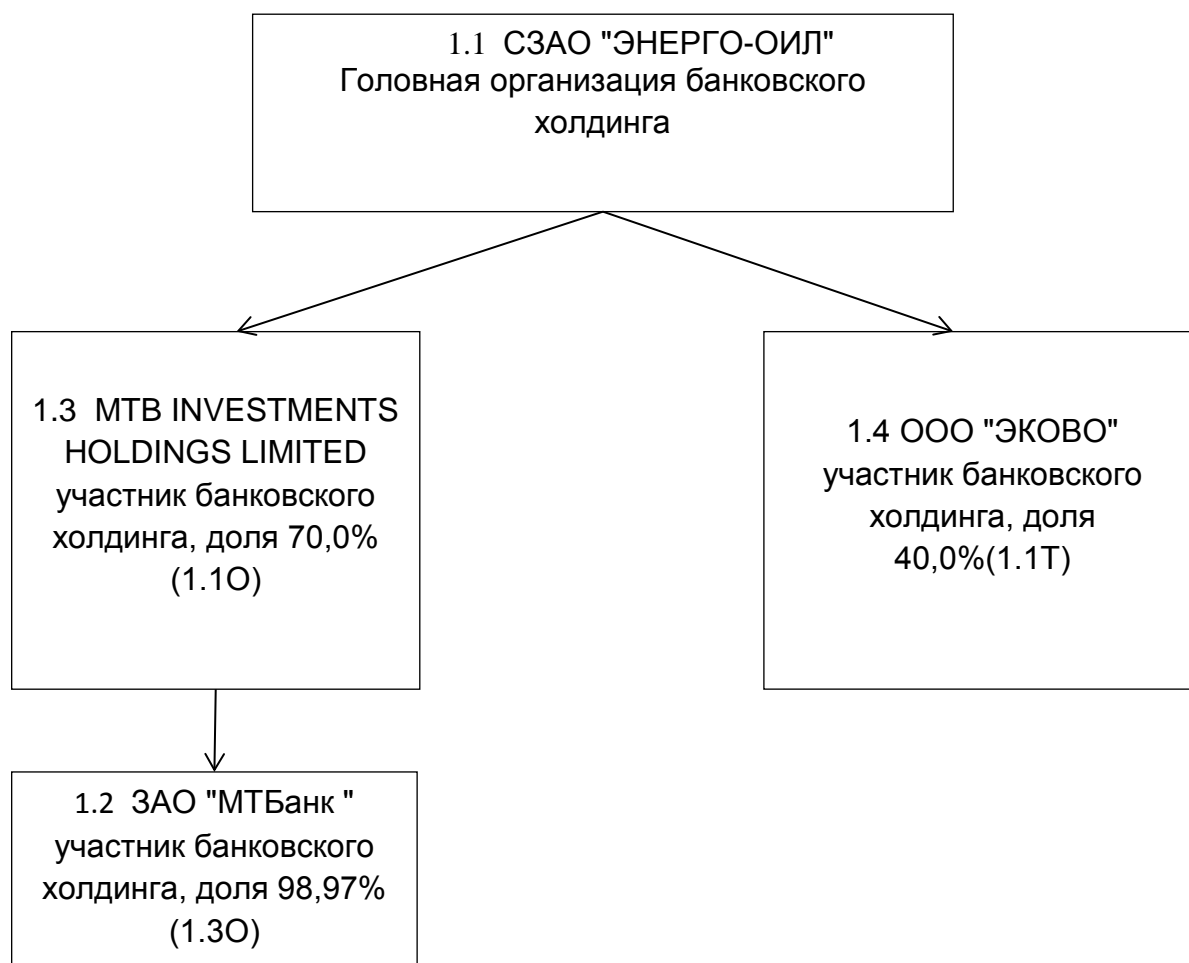 1.1 СЗАО "ЭНЕРГО-ОИЛ"
Головная организация банковского
холдинга
1.3 MTB INVESTMENTS
HOLDINGS LIMITED
участник банковского
холдинга, доля 70,0%
(1.1О)
1.4 ООО "ЭКОВО"
участник банковского
холдинга, доля
40,0%(1.1Т)
1.2 ЗАО "МТБанк "
участник банковского
холдинга, доля 98,97%
(1.3О)